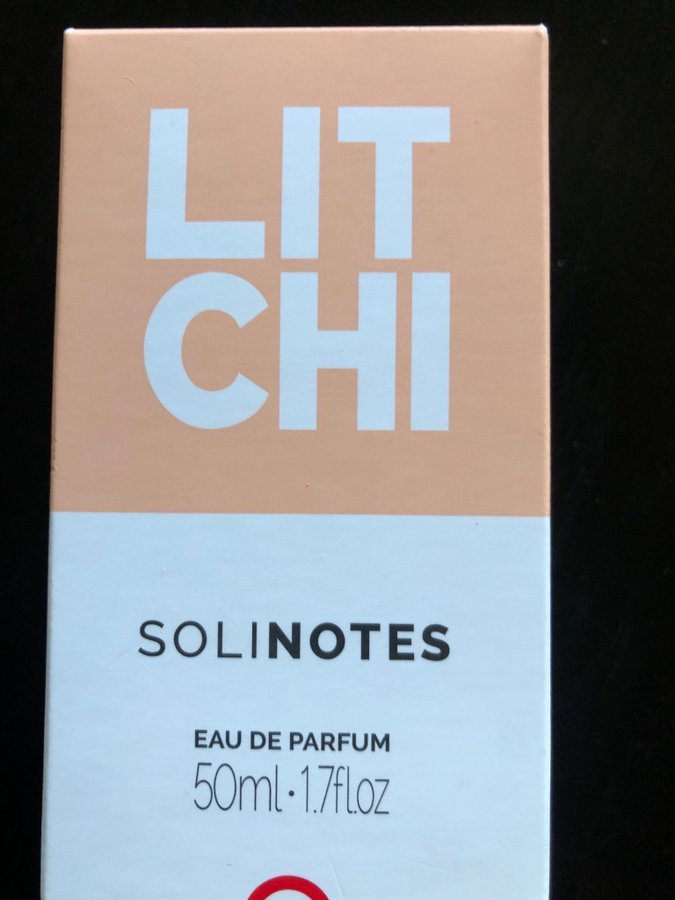 LIT
CHI
SOLINOTES
EAU DE PARFUM
50ml·1.7fl.oz